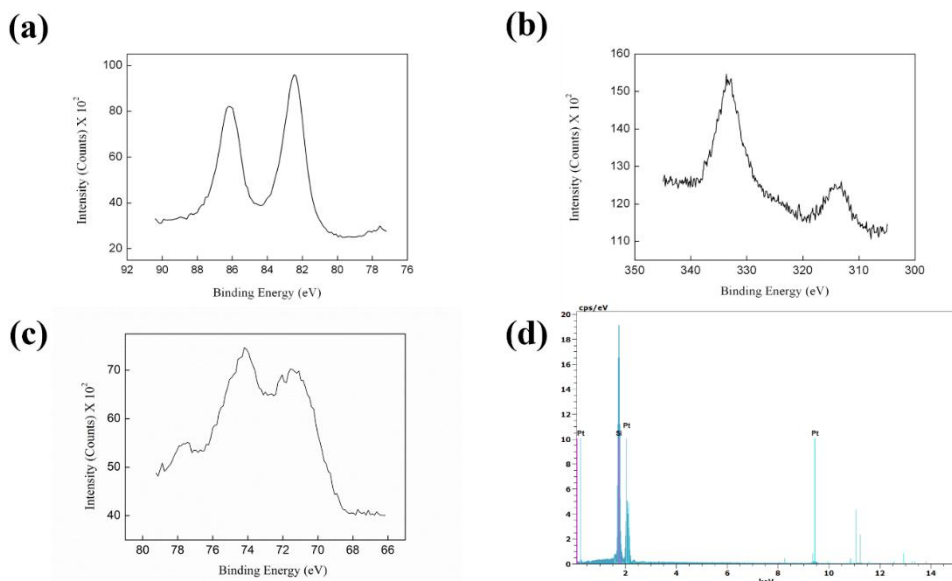 (a)
100
80
60
40
20
Intensity (Counts) X 10²
92 90 88 86 84 82 80 78 76
Binding Energy (eV)
(b)
160
150
140
130
120
110
Intensity (Counts) X 10²
350 340 330 320 310 300
Binding Energy (eV)
(c)
70
60
50
40
Intensity (Counts) X 10²
80 78 76 74 72 70 68 66
Binding Energy (eV)
(d)
cps/eV
20
18
16
14
12
10
8
6
4
2
0
Pt
Si
Pt
Pt
2 4 6 8 10 12 14